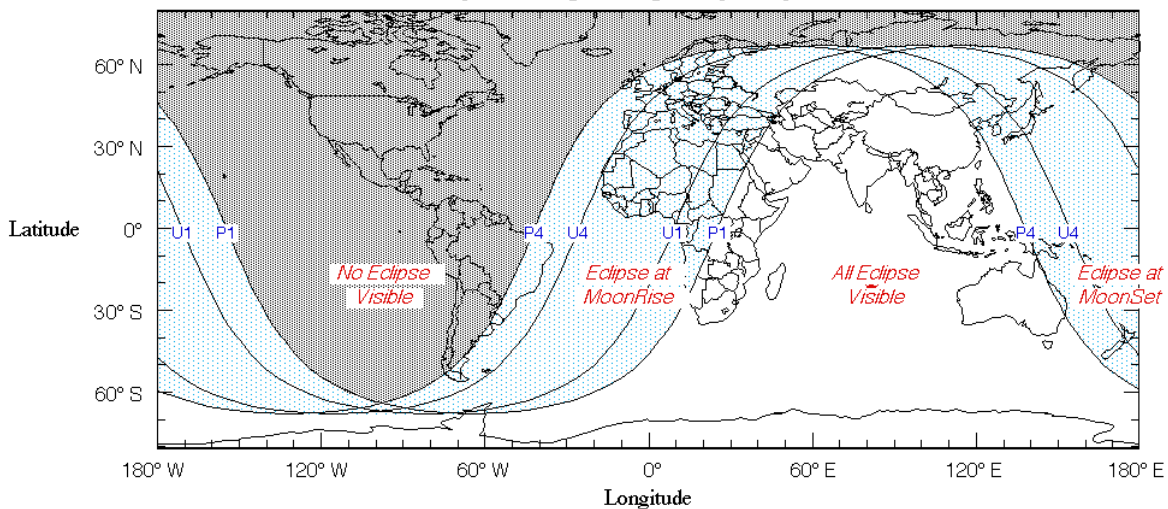 60° N
30° N
Latitude
0°
30° S
60° S
U1
P1
P4
U4
U1
P1
P4
U4
No Eclipse
Visible
Eclipse at
MoonRise
All Eclipse
Visible
Eclipse at
MoonSet
180° W
120° W
60° W
0°
60° E
120° E
180° E
Longitude